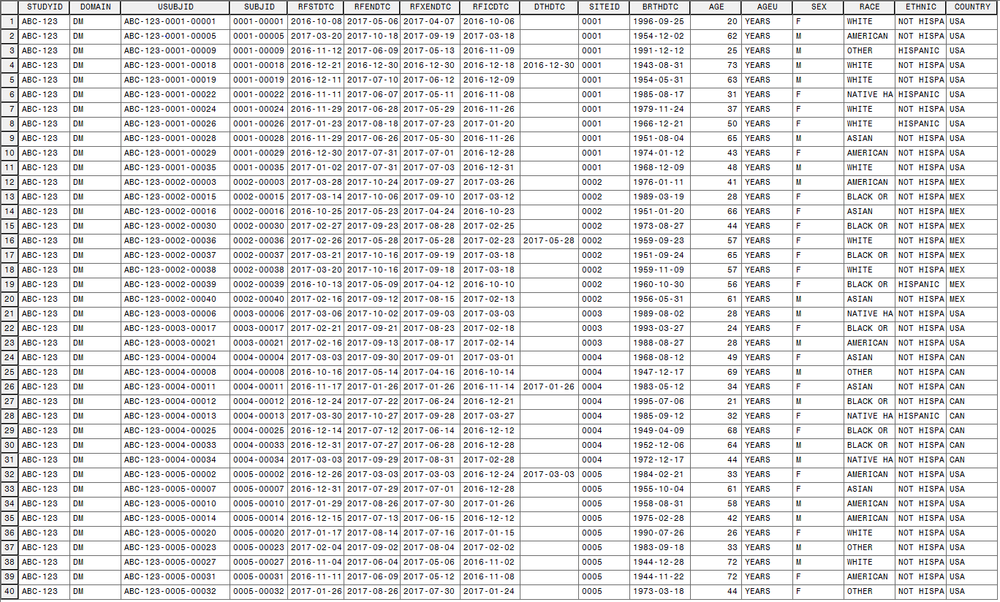 STUDYID DOMAIN USUBJID SUBJID RFSTDTC RFENDTC RFXENDTC RFICDTC DTHDTC SITEID BRTHDTC AGE AGEU SEX RACE ETHNIC COUNTRY
1 ABC-123 DM ABC-123-0001-00001 0001-00001 2016-10-08 2017-05-06 2017-04-07 2016-10-06 0001 1996-09-25 20 YEARS F WHITE NOT HISPA USA
2 ABC-123 DM ABC-123-0001-00005 0001-00005 2017-03-20 2017-10-18 2017-09-19 2017-03-18 0001 1954-12-02 62 YEARS M AMERICAN NOT HISPA USA
3 ABC-123 DM ABC-123-0001-00009 0001-00009 2016-11-12 2017-06-09 2017-05-13 2016-11-09 0001 1991-12-12 25 YEARS M OTHER HISPANIC USA
4 ABC-123 DM ABC-123-0001-00018 0001-00018 2016-12-21 2016-12-30 2016-12-30 2016-12-18 2016-12-30 0001 1943-08-31 73 YEARS M WHITE NOT HISPA USA
5 ABC-123 DM ABC-123-0001-00019 0001-00019 2016-12-11 2017-07-10 2017-06-12 2016-12-09 0001 1954-05-31 63 YEARS M WHITE NOT HISPA USA
6 ABC-123 DM ABC-123-0001-00022 0001-00022 2016-11-11 2017-06-07 2017-05-11 2016-11-08 0001 1985-08-17 31 YEARS F NATIVE HA HISPANIC USA
7 ABC-123 DM ABC-123-0001-00024 0001-00024 2016-11-29 2017-06-28 2017-05-29 2016-11-26 0001 1979-11-24 37 YEARS F WHITE NOT HISPA USA
8 ABC-123 DM ABC-123-0001-00026 0001-00026 2017-01-23 2017-08-18 2017-07-23 2017-01-20 0001 1966-12-21 50 YEARS F WHITE HISPANIC USA
9 ABC-123 DM ABC-123-0001-00028 0001-00028 2016-11-29 2017-06-26 2017-05-30 2016-11-26 0001 1951-08-04 65 YEARS M ASIAN NOT HISPA USA
10 ABC-123 DM ABC-123-0001-00029 0001-00029 2016-12-30 2017-07-31 2017-07-01 2016-12-28 0001 1974-01-12 43 YEARS F AMERICAN NOT HISPA USA
11 ABC-123 DM ABC-123-0001-00035 0001-00035 2017-01-02 2017-07-31 2017-07-03 2016-12-31 0001 1968-12-09 48 YEARS M WHITE NOT HISPA USA
12 ABC-123 DM ABC-123-0002-00003 0002-00003 2017-03-28 2017-10-24 2017-09-27 2017-03-26 0002 1976-01-11 41 YEARS M AMERICAN NOT HISPA MEX
13 ABC-123 DM ABC-123-0002-00015 0002-00015 2017-03-14 2017-10-06 2017-09-10 2017-03-12 0002 1989-03-19 28 YEARS F BLACK OR NOT HISPA MEX
14 ABC-123 DM ABC-123-0002-00016 0002-00016 2016-10-25 2017-05-23 2017-04-24 2016-10-23 0002 1951-01-20 66 YEARS F ASIAN NOT HISPA MEX
15 ABC-123 DM ABC-123-0002-00030 0002-00030 2017-02-27 2017-09-23 2017-08-28 2017-02-25 0002 1973-08-27 44 YEARS F BLACK OR NOT HISPA MEX
16 ABC-123 DM ABC-123-0002-00036 0002-00036 2017-02-26 2017-05-28 2017-05-28 2017-02-23 2017-05-28 0002 1959-09-23 57 YEARS F WHITE NOT HISPA MEX
17 ABC-123 DM ABC-123-0002-00037 0002-00037 2017-03-21 2017-10-16 2017-09-19 2017-03-18 0002 1951-09-24 65 YEARS F BLACK OR NOT HISPA MEX
18 ABC-123 DM ABC-123-0002-00038 0002-00038 2017-03-20 2017-10-16 2017-09-18 2017-03-18 0002 1959-11-09 57 YEARS F WHITE NOT HISPA MEX
19 ABC-123 DM ABC-123-0002-00039 0002-00039 2016-10-13 2017-05-09 2017-04-12 2016-10-10 0002 1960-10-30 56 YEARS F BLACK OR HISPANIC MEX
20 ABC-123 DM ABC-123-0002-00040 0002-00040 2017-02-16 2017-09-12 2017-08-15 2017-02-13 0002 1956-05-31 61 YEARS M ASIAN NOT HISPA MEX
21 ABC-123 DM ABC-123-0003-00006 0003-00006 2017-03-06 2017-10-02 2017-09-03 2017-03-03 0003 1989-08-02 28 YEARS M NATIVE HA NOT HISPA USA
22 ABC-123 DM ABC-123-0003-00017 0003-00017 2017-02-21 2017-09-21 2017-08-23 2017-02-18 0003 1993-03-27 24 YEARS F BLACK OR NOT HISPA USA
23 ABC-123 DM ABC-123-0003-00021 0003-00021 2017-02-16 2017-09-13 2017-08-17 2017-02-14 0003 1988-08-27 28 YEARS M AMERICAN NOT HISPA USA
24 ABC-123 DM ABC-123-0004-00004 0004-00004 2017-03-03 2017-09-30 2017-09-01 2017-03-01 0004 1968-08-12 49 YEARS F ASIAN NOT HISPA CAN
25 ABC-123 DM ABC-123-0004-00008 0004-00008 2016-10-16 2017-05-14 2017-04-16 2016-10-14 0004 1947-12-17 69 YEARS M OTHER NOT HISPA CAN
26 ABC-123 DM ABC-123-0004-00011 0004-00011 2016-11-17 2017-01-26 2017-01-26 2016-11-14 2017-01-26 0004 1983-05-12 34 YEARS F ASIAN NOT HISPA CAN
27 ABC-123 DM ABC-123-0004-00012 0004-00012 2016-12-24 2017-07-22 2017-06-24 2016-12-21 0004 1995-07-06 21 YEARS M BLACK OR NOT HISPA CAN
28 ABC-123 DM ABC-123-0004-00013 0004-00013 2017-03-30 2017-10-27 2017-09-28 2017-03-27 0004 1985-09-12 32 YEARS F NATIVE HA HISPANIC CAN
29 ABC-123 DM ABC-123-0004-00025 0004-00025 2016-12-14 2017-07-12 2017-06-14 2016-12-12 0004 1949-04-09 68 YEARS F BLACK OR NOT HISPA CAN
30 ABC-123 DM ABC-123-0004-00033 0004-00033 2016-12-31 2017-07-27 2017-06-28 2016-12-28 0004 1952-12-06 64 YEARS M BLACK OR NOT HISPA CAN
31 ABC-123 DM ABC-123-0004-00034 0004-00034 2017-03-03 2017-09-29 2017-08-31 2017-02-28 0004 1972-12-17 44 YEARS M NATIVE HA NOT HISPA CAN
32 ABC-123 DM ABC-123-0005-00002 0005-00002 2016-12-26 2017-03-03 2017-03-03 2016-12-24 2017-03-03 0005 1984-02-21 33 YEARS F AMERICAN NOT HISPA USA
33 ABC-123 DM ABC-123-0005-00007 0005-00007 2016-12-31 2017-07-29 2017-07-01 2016-12-28 0005 1955-10-04 61 YEARS F ASIAN NOT HISPA USA
34 ABC-123 DM ABC-123-0005-00010 0005-00010 2017-01-29 2017-08-26 2017-07-30 2017-01-26 0005 1958-08-31 58 YEARS M AMERICAN NOT HISPA USA
35 ABC-123 DM ABC-123-0005-00014 0005-00014 2016-12-15 2017-07-13 2017-06-15 2016-12-12 0005 1975-02-28 42 YEARS M AMERICAN NOT HISPA USA
36 ABC-123 DM ABC-123-0005-00020 0005-00020 2017-01-17 2017-08-14 2017-07-16 2017-01-15 0005 1990-07-26 26 YEARS F WHITE NOT HISPA USA
37 ABC-123 DM ABC-123-0005-00023 0005-00023 2017-02-04 2017-09-02 2017-08-04 2017-02-02 0005 1983-09-18 33 YEARS M OTHER NOT HISPA USA
38 ABC-123 DM ABC-123-0005-00027 0005-00027 2016-11-04 2017-06-04 2017-05-06 2016-11-02 0005 1944-12-28 72 YEARS M WHITE NOT HISPA USA
39 ABC-123 DM ABC-123-0005-00031 0005-00031 2016-11-11 2017-06-09 2017-05-12 2016-11-08 0005 1944-11-22 72 YEARS F AMERICAN NOT HISPA USA
40 ABC-123 DM ABC-123-0005-00032 0005-00032 2017-01-26 2017-08-26 2017-07-30 2017-01-24 0005 1973-03-18 44 YEARS F OTHER NOT HISPA USA